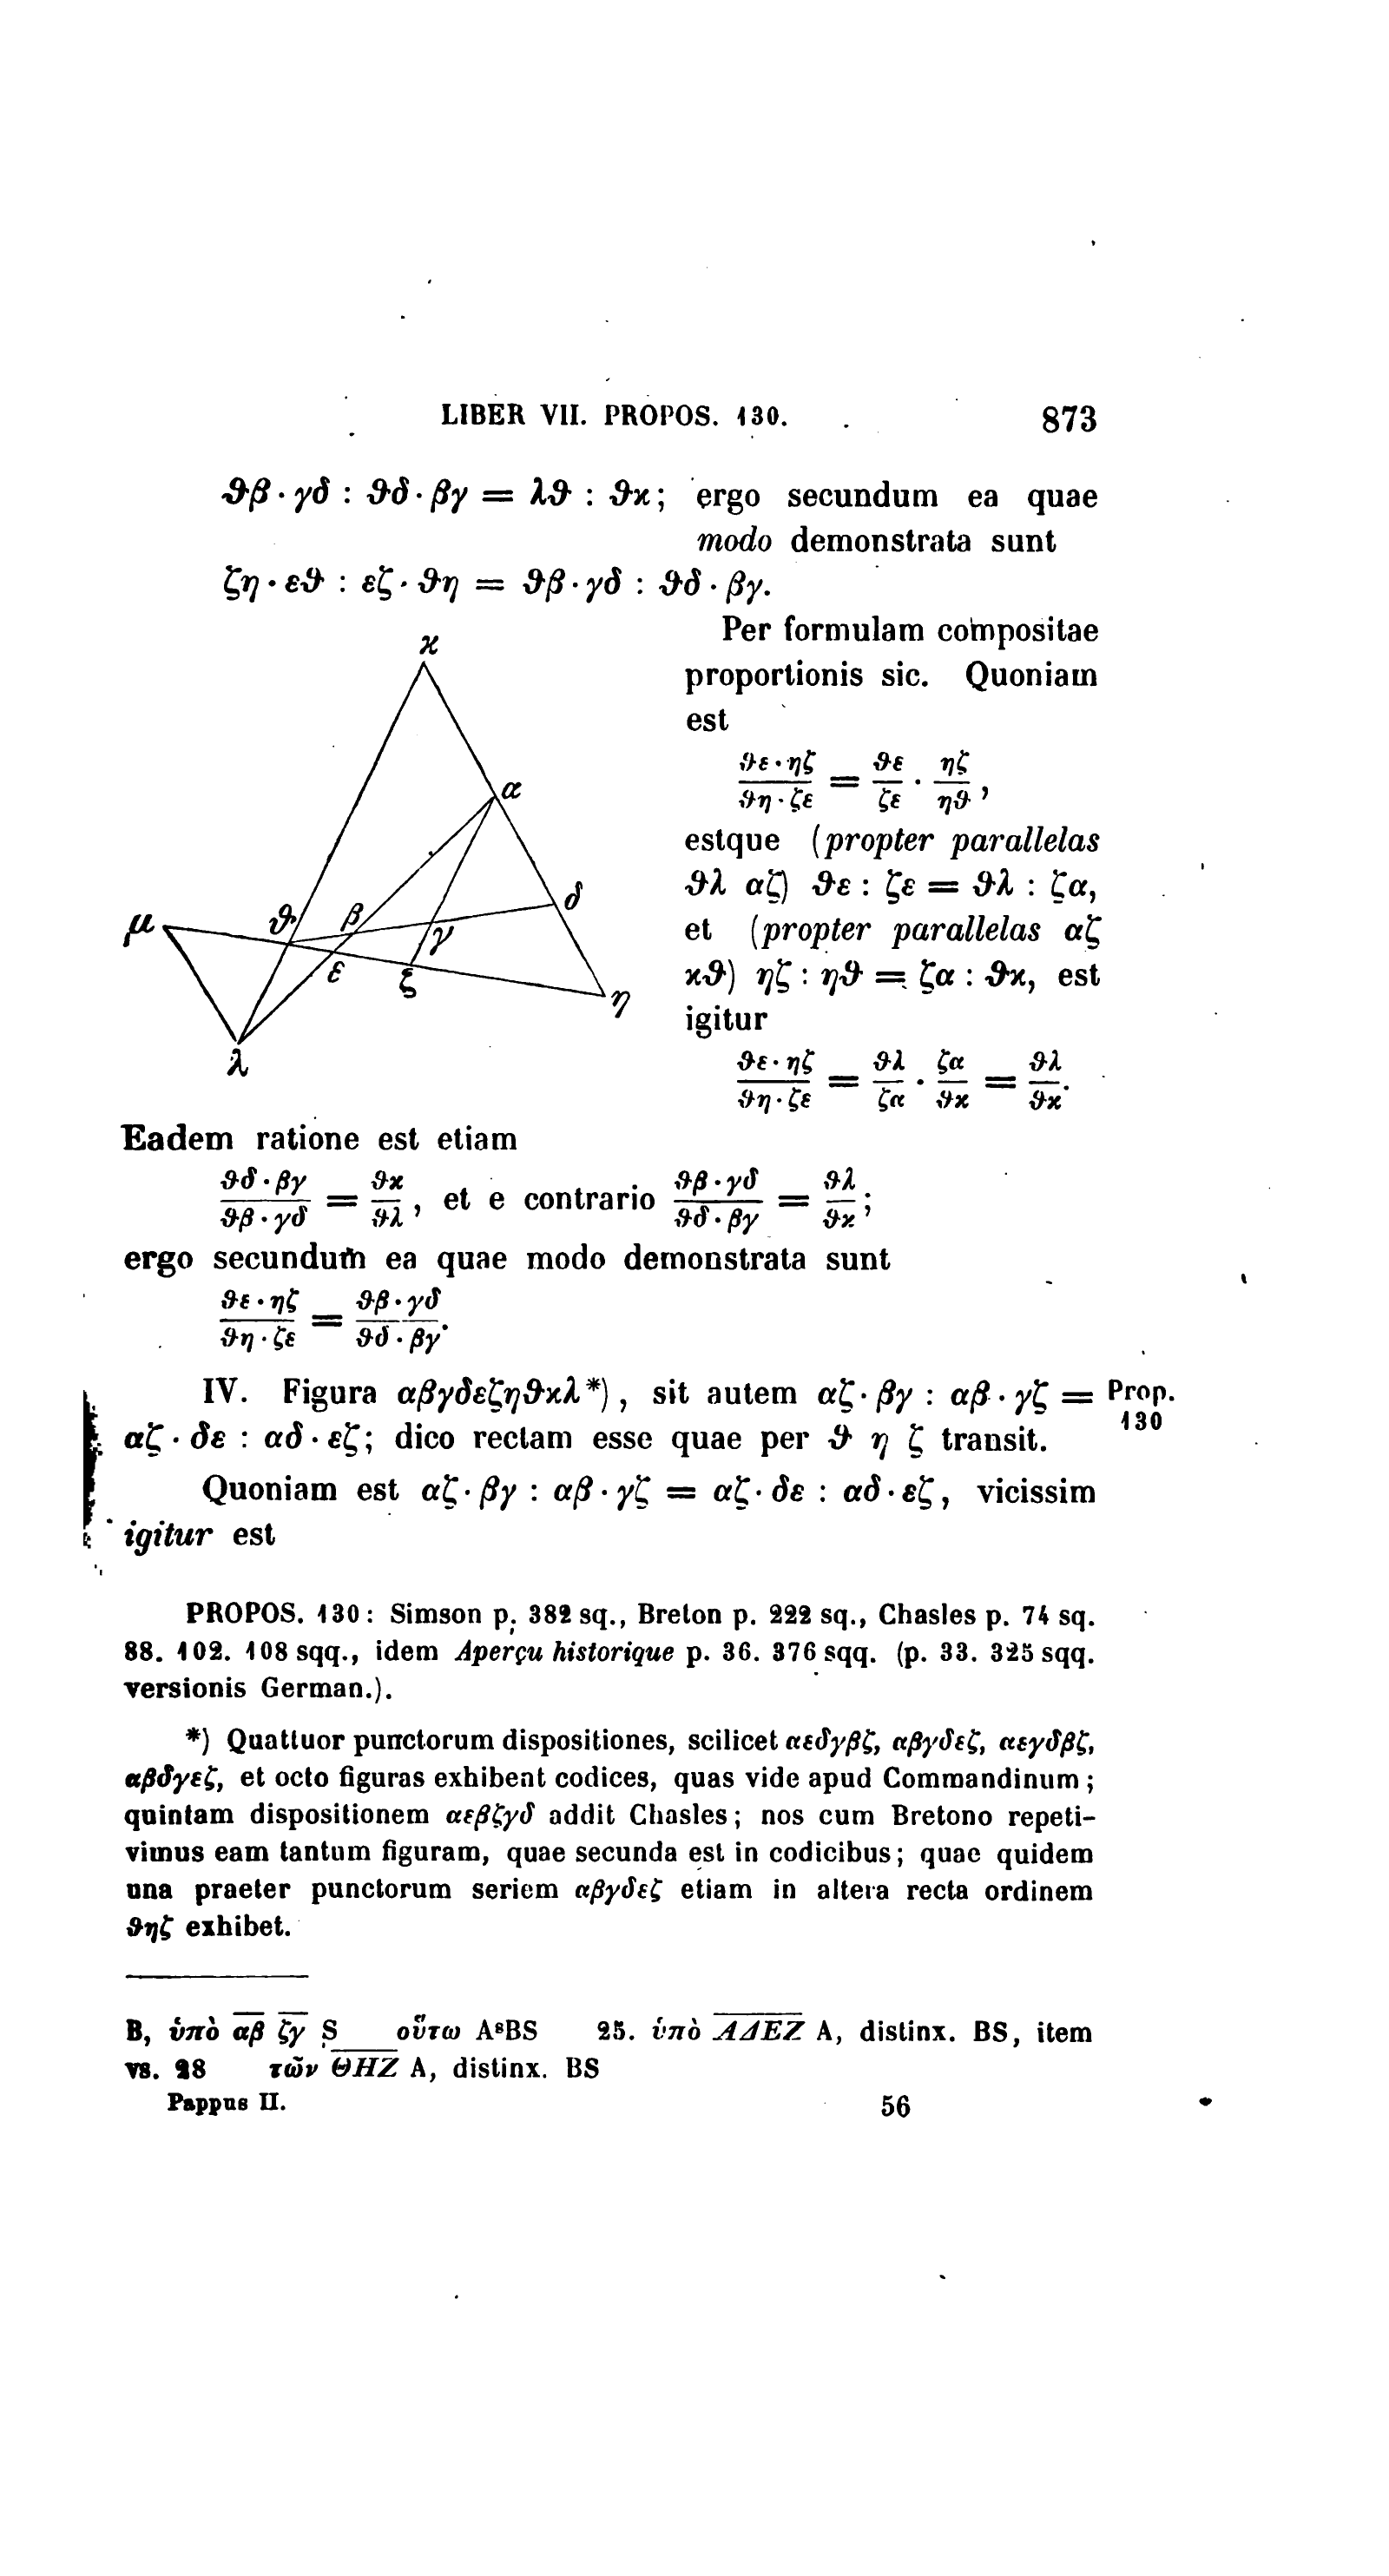 LIBER VII. PROPOS. 130. 873
ϑβ · γδ : ϑδ · βγ = λϑ : ϑκ; ergo secundum ea quae
modo demonstrata sunt
ζη · εϑ : εζ · ϑη = ϑβ · γδ : ϑδ · βγ.
κ
α
δ
μ
ϑ
β
γ
ε
ζ
η
λ
Per formulam compositae
proportionis sic. Quoniam
est
ϑε · ηζ / ϑη · ζε = ϑε / ζε · ηζ / ηϑ,
estque (propter parallelas
ϑλ αζ) ϑε : ζε = ϑλ : ζα,
et (propter parallelas αζ
κϑ) ηζ : ηϑ = ζα : ϑκ, est
igitur
ϑε · ηζ / ϑη · ζε = ϑλ / ζα · ζα / ϑκ = ϑλ / ϑκ.
Eadem ratione est etiam
ϑδ · βγ / ϑβ · γδ = ϑκ / ϑλ, et e contrario ϑβ · γδ / ϑδ · βγ = ϑλ / ϑκ;
ergo secundum ea quae modo demonstrata sunt
ϑε · ηζ / ϑη · ζε = ϑβ · γδ / ϑδ · βγ.
IV. Figura αβγδεζηϑκλ*), sit autem αζ · βγ : αβ · γζ = Prop. 130
αζ · δε : αδ · εζ; dico rectam esse quae per ϑ η ζ transit.
Quoniam est αζ · βγ : αβ · γζ = αζ · δε : αδ · εζ, vicissim
igitur est
PROPOS. 130: Simson p. 382 sq., Breton p. 222 sq., Chasles p. 74 sq.
88. 102. 108 sqq., idem Aperçu historique p. 36. 376 sqq. (p. 33. 325 sqq.
versionis German.).
*) Quattuor punctorum dispositiones, scilicet αεδγβζ, αβγδεζ, αεγδβζ,
αβδγεζ, et octo figuras exhibent codices, quas vide apud Commandinum;
quintam dispositionem αεβζγδ addit Chasles; nos cum Bretono repeti-
vimus eam tantum figuram, quae secunda est in codicibus; quae quidem
una praeter punctorum seriem αβγδεζ etiam in altera recta ordinem
ϑηζ exhibet.
B, ὑπὸ αβ ζγ S οὕτω AˢBS 25. ὑπὸ ΑΔΕΖ A, distinx. BS, item
vs. 28 τῶν ΘΗΖ A, distinx. BS
Pappus II. 56